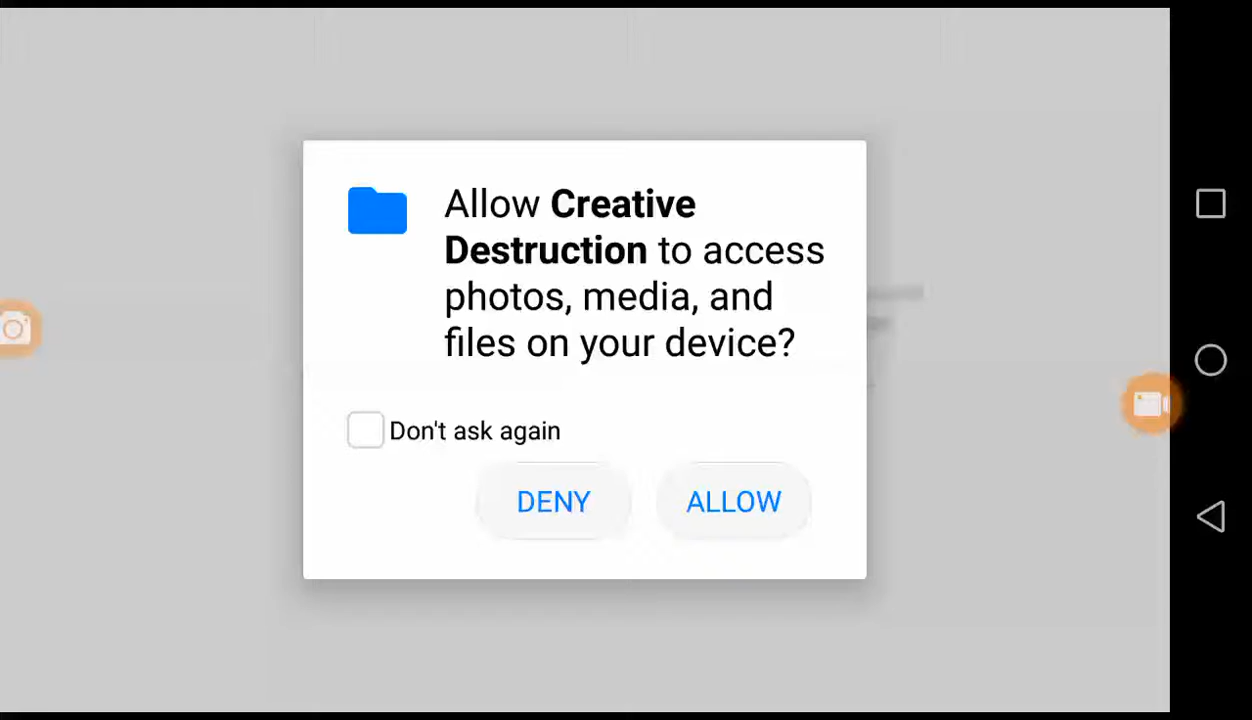 Allow Creative
Destruction to access
photos, media, and
files on your device?
Don't ask again
DENY ALLOW